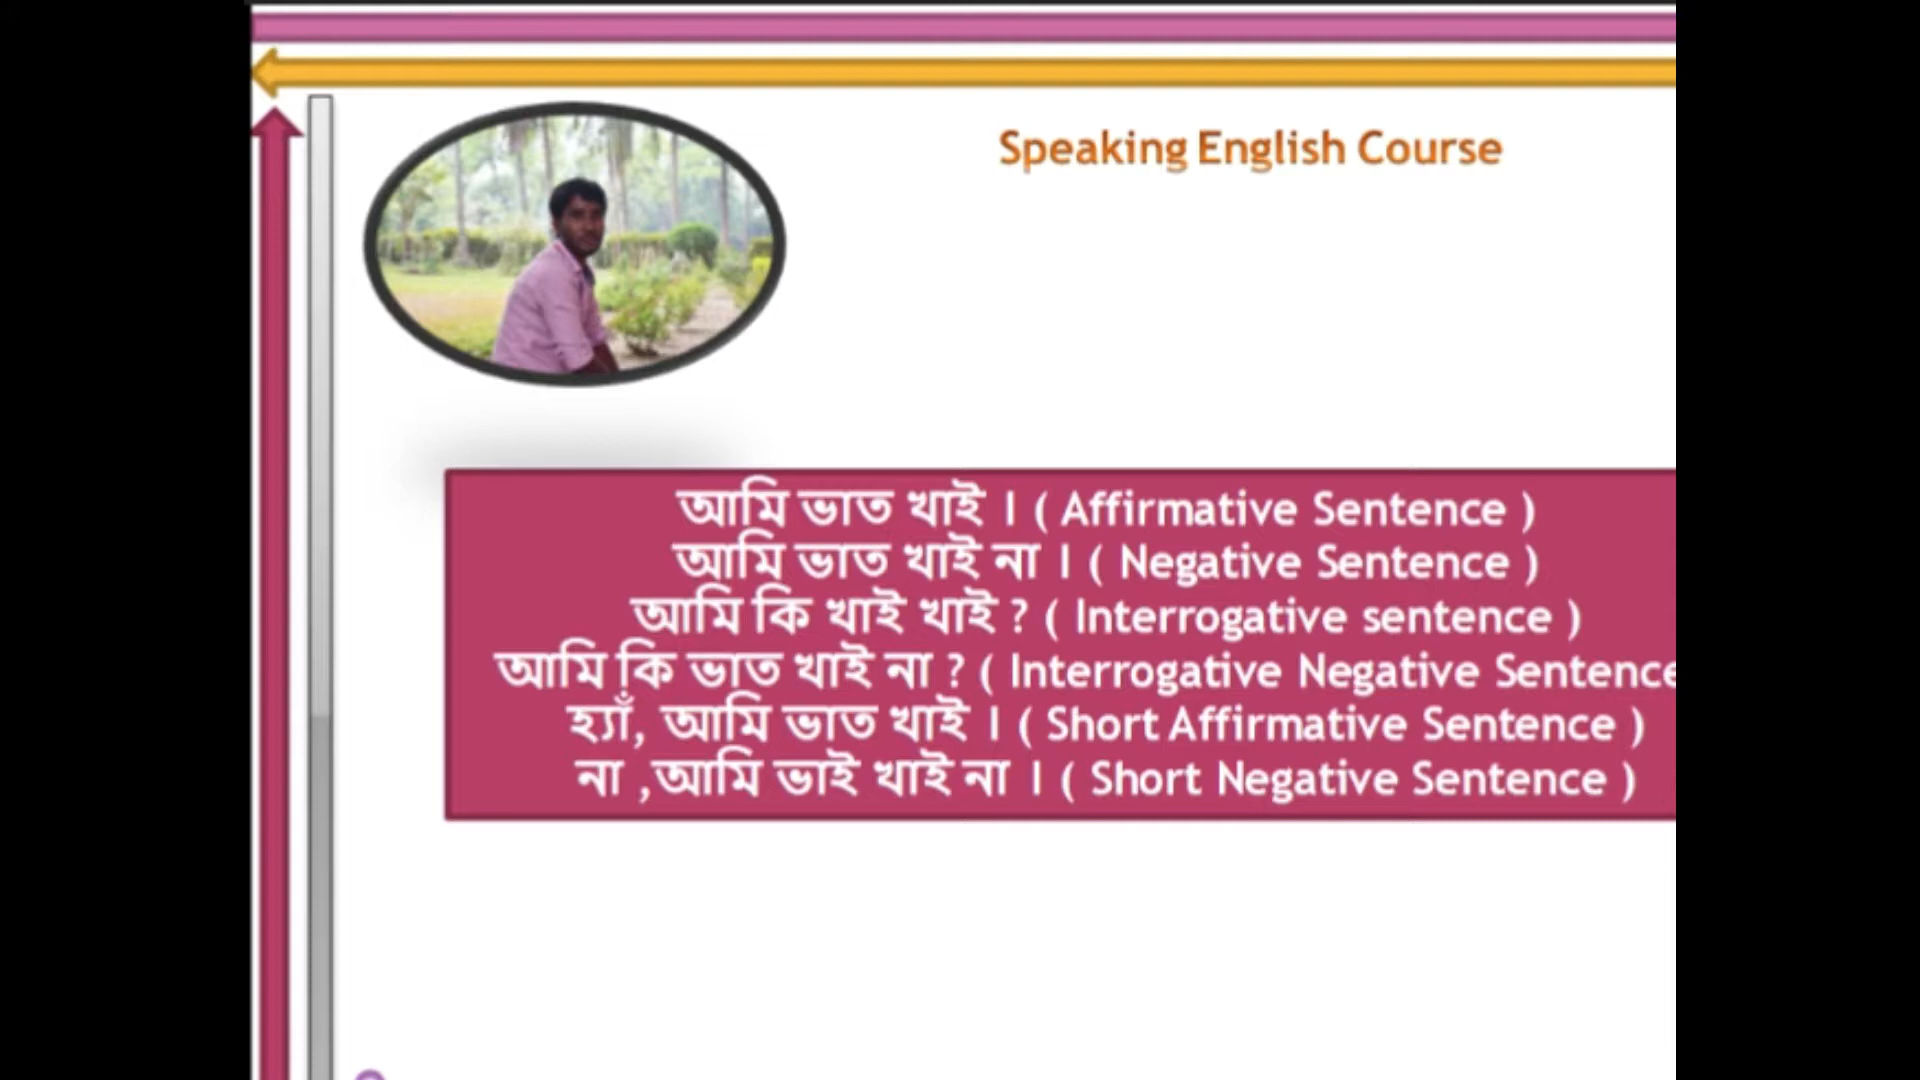 Speaking English Course
আমি ভাত খাই । ( Affirmative Sentence )
আমি ভাত খাই না । ( Negative Sentence )
আমি কি খাই খাই ? ( Interrogative sentence )
আমি কি ভাত খাই না ? ( Interrogative Negative Sentence
হ্যাঁ, আমি ভাত খাই । ( Short Affirmative Sentence )
না ,আমি ভাই খাই না । ( Short Negative Sentence )